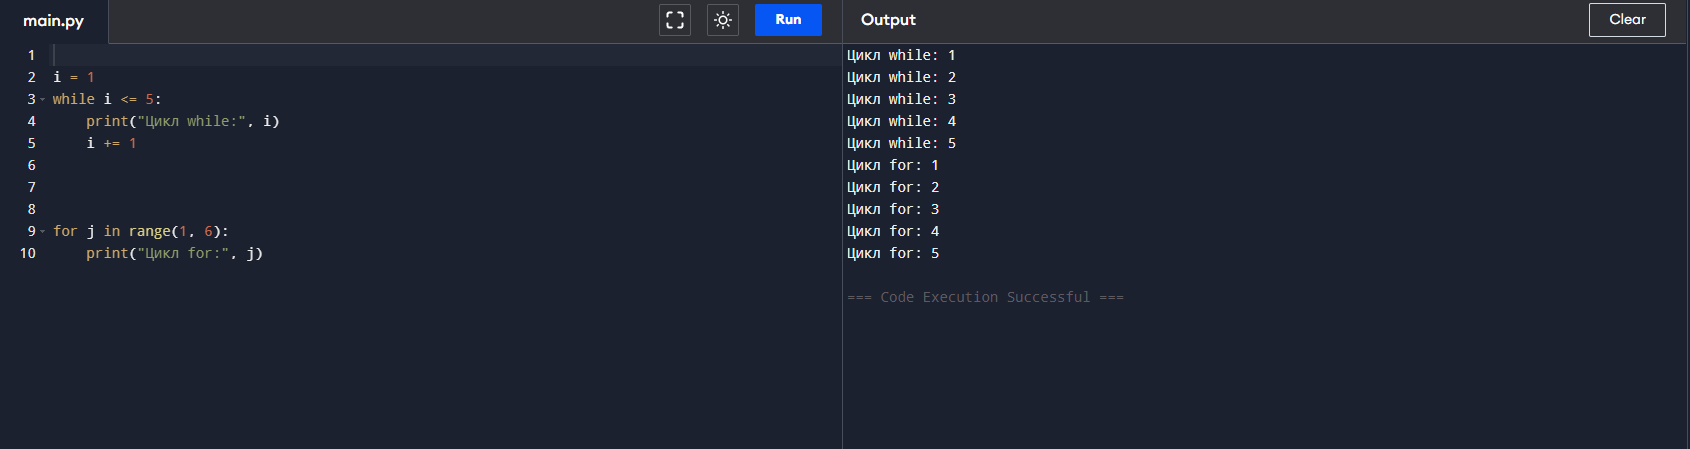 main.py
Run
Output
Clear
1
2 i = 1
3 while i <= 5:
4     print("Цикл while:", i)
5     i += 1
6
7
8
9 for j in range(1, 6):
10     print("Цикл for:", j)
Цикл while: 1
Цикл while: 2
Цикл while: 3
Цикл while: 4
Цикл while: 5
Цикл for: 1
Цикл for: 2
Цикл for: 3
Цикл for: 4
Цикл for: 5
=== Code Execution Successful ===